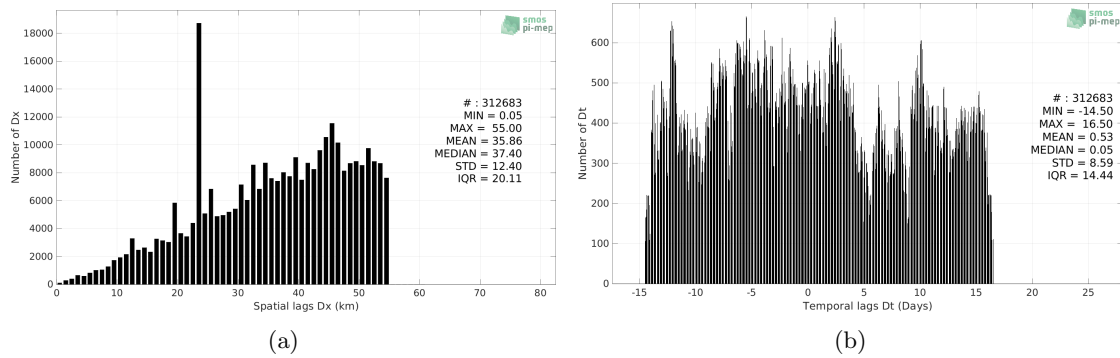 smos
pi-mep
18000
16000
14000
12000
10000
8000
6000
4000
2000
0
Number of Dx
# : 312683
MIN = 0.05
MAX = 55.00
MEAN = 35.86
MEDIAN = 37.40
STD = 12.40
IQR = 20.11
0 10 20 30 40 50 60 70 80
Spatial lags Dx (km)
(a)
smos
pi-mep
600
500
400
300
200
100
0
Number of Dt
# : 312683
MIN = -14.50
MAX = 16.50
MEAN = 0.53
MEDIAN = 0.05
STD = 8.59
IQR = 14.44
-15 -10 -5 0 5 10 15 20 25
Temporal lags Dt (Days)
(b)